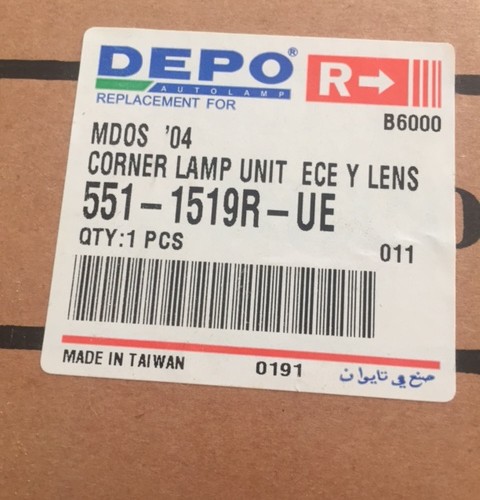 DEPO®
AUTOLAMP
R→
REPLACEMENT FOR
B6000
MDOS '04
CORNER LAMP UNIT ECE Y LENS
551-1519R-UE
QTY:1 PCS
011
MADE IN TAIWAN 0191 صنع في تايوان